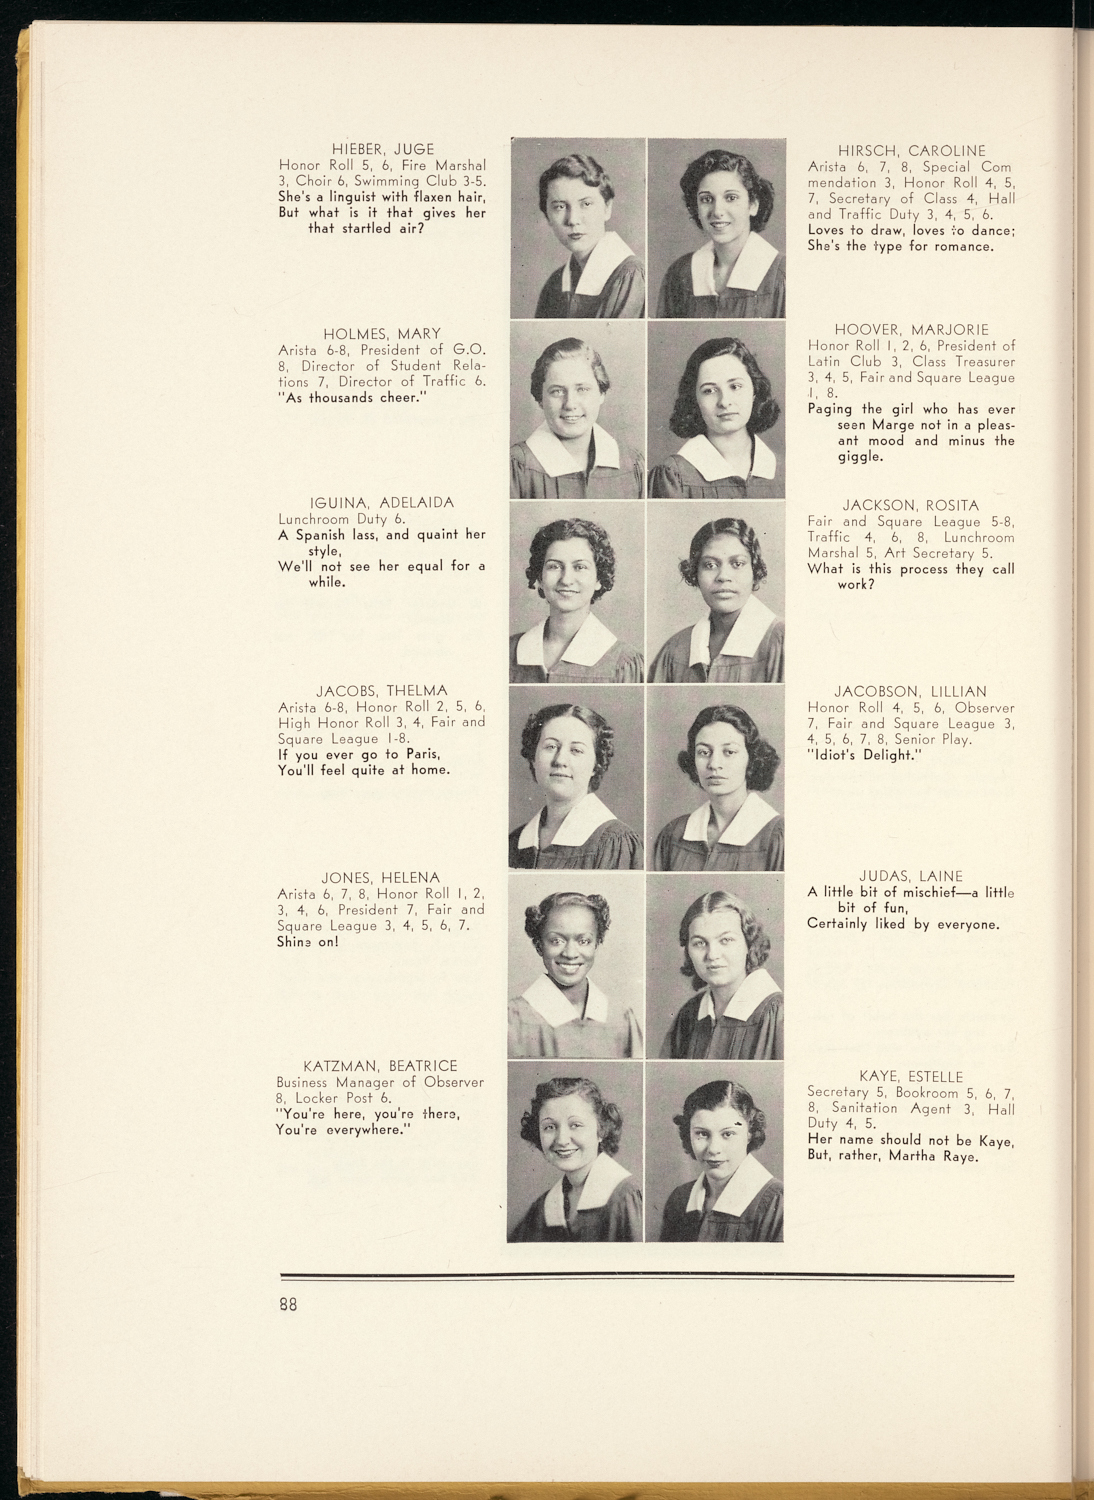 HIEBER, JUGE
Honor Roll 5, 6, Fire Marshal
3, Choir 6, Swimming Club 3-5.
She's a linguist with flaxen hair,
But what is it that gives her
that startled air?
HOLMES, MARY
Arista 6-8, President of G.O.
8, Director of Student Rela-
tions 7, Director of Traffic 6.
"As thousands cheer."
IGUINA, ADELAIDA
Lunchroom Duty 6.
A Spanish lass, and quaint her
style,
We'll not see her equal for a
while.
JACOBS, THELMA
Arista 6-8, Honor Roll 2, 5, 6,
High Honor Roll 3, 4, Fair and
Square League 1-8.
If you ever go to Paris,
You'll feel quite at home.
JONES, HELENA
Arista 6, 7, 8, Honor Roll 1, 2,
3, 4, 6, President 7, Fair and
Square League 3, 4, 5, 6, 7.
Shine on!
KATZMAN, BEATRICE
Business Manager of Observer
8, Locker Post 6.
"You're here, you're there,
You're everywhere."
HIRSCH, CAROLINE
Arista 6, 7, 8, Special Com
mendation 3, Honor Roll 4, 5,
7, Secretary of Class 4, Hall
and Traffic Duty 3, 4, 5, 6.
Loves to draw, loves to dance;
She's the type for romance.
HOOVER, MARJORIE
Honor Roll 1, 2, 6, President of
Latin Club 3, Class Treasurer
3, 4, 5, Fair and Square League
1, 8.
Paging the girl who has ever
seen Marge not in a pleas-
ant mood and minus the
giggle.
JACKSON, ROSITA
Fair and Square League 5-8,
Traffic 4, 6, 8, Lunchroom
Marshal 5, Art Secretary 5.
What is this process they call
work?
JACOBSON, LILLIAN
Honor Roll 4, 5, 6, Observer
7, Fair and Square League 3,
4, 5, 6, 7, 8, Senior Play.
"Idiot's Delight."
JUDAS, LAINE
A little bit of mischief—a little
bit of fun,
Certainly liked by everyone.
KAYE, ESTELLE
Secretary 5, Bookroom 5, 6, 7,
8, Sanitation Agent 3, Hall
Duty 4, 5.
Her name should not be Kaye,
But, rather, Martha Raye.
88